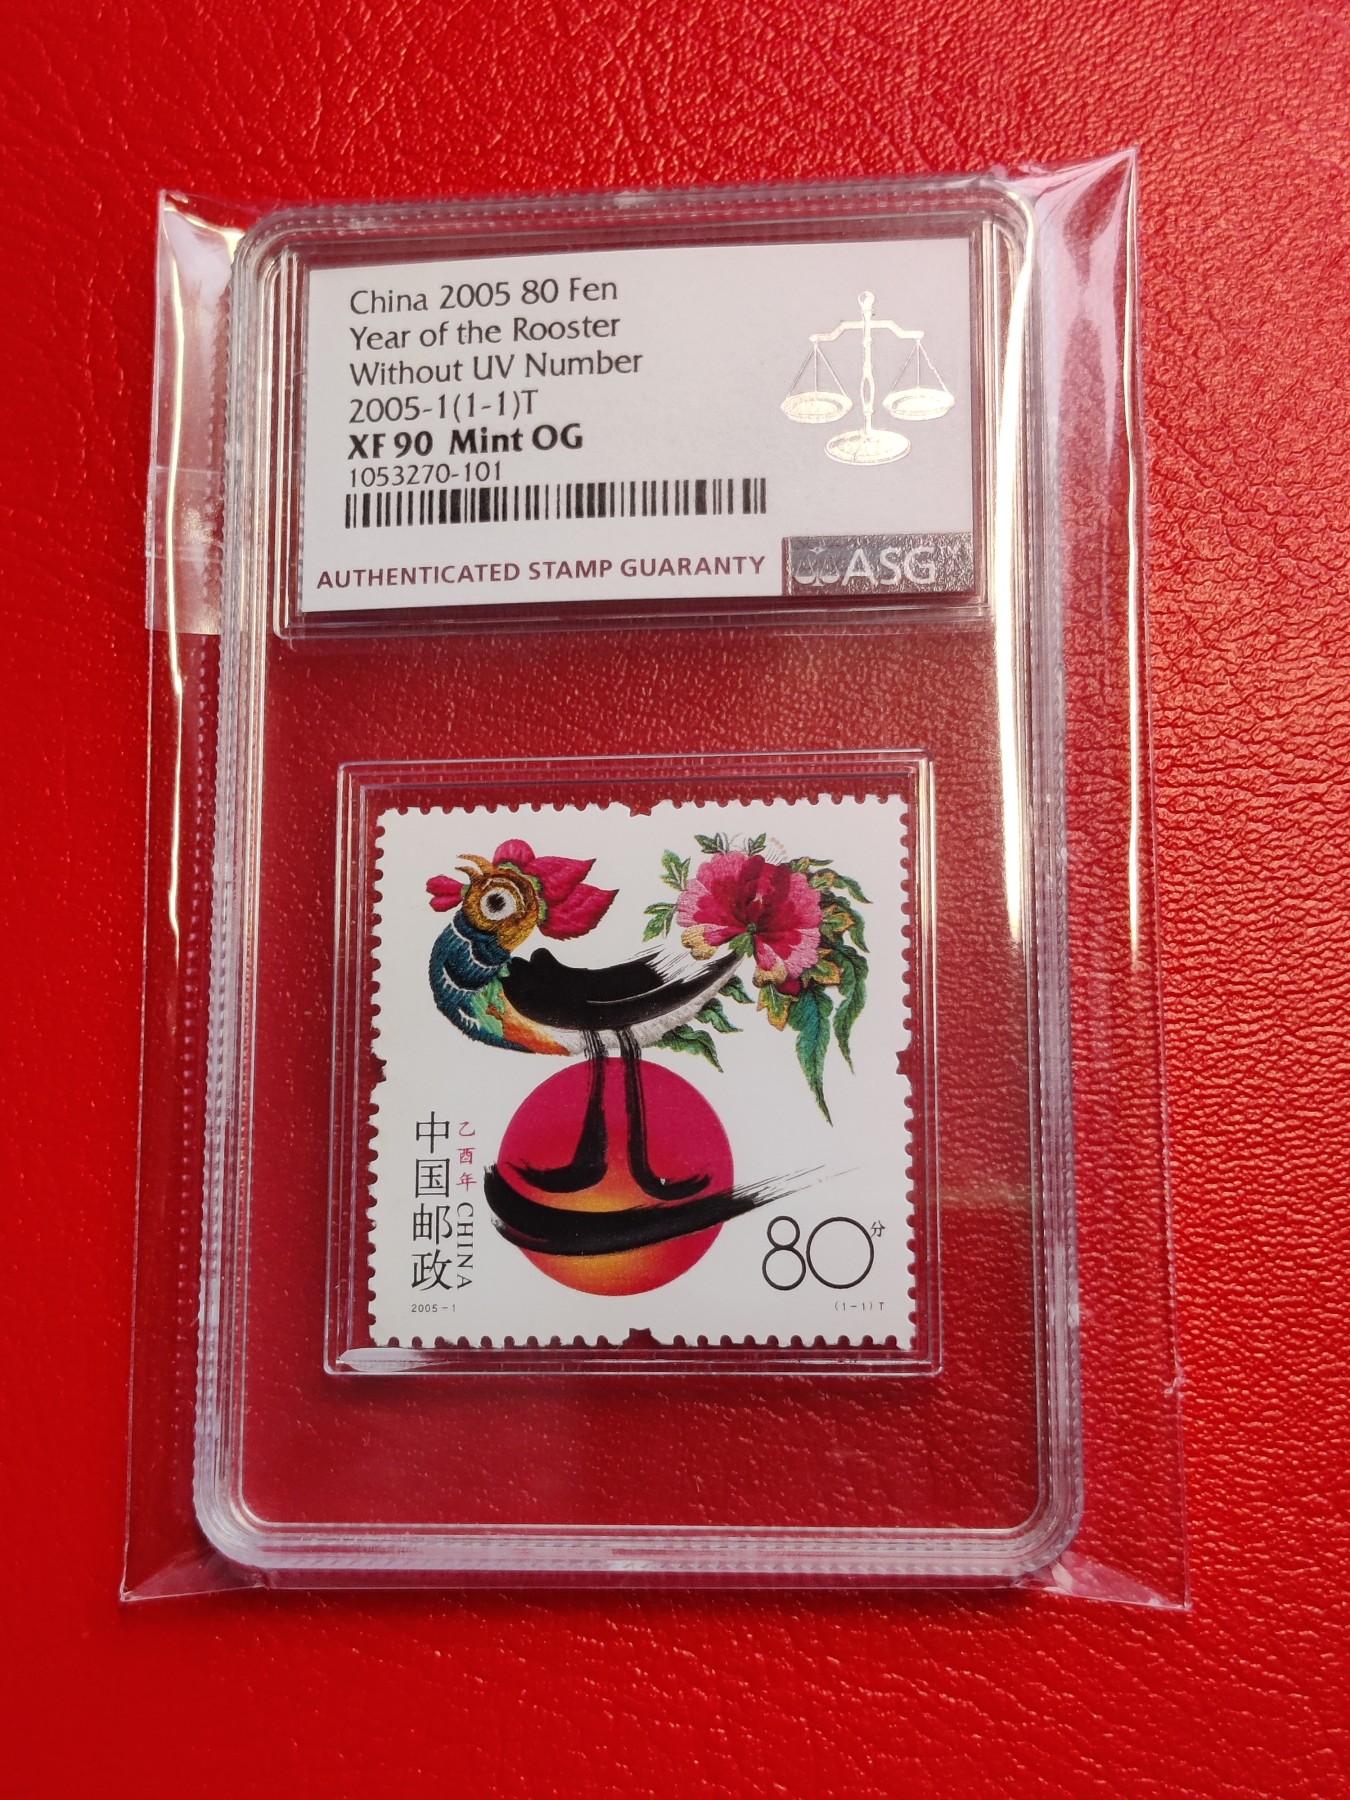 China 2005 80 Fen
Year of the Rooster
Without UV Number
2005-1(1-1)T
XF 90 Mint OG
1053270-101
AUTHENTICATED STAMP GUARANTY
ASG
中国邮政
乙酉年 CHINA
80分
2005-1
(1-1)T